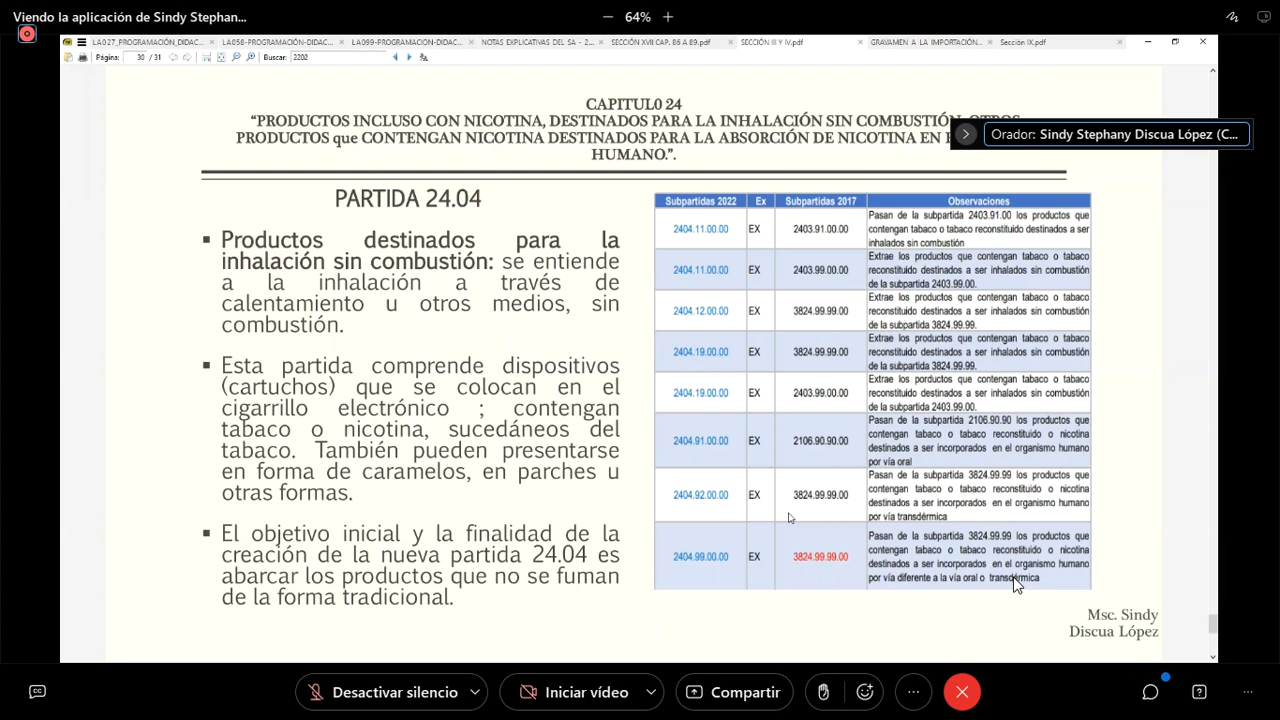 Viendo la aplicación de Sindy Stephan...
64%
LA027_PROGRAMACIÓN_DIDAC...
LA058-PROGRAMACIÓN-DIDAC...
LA099-PROGRAMACION-DIDAC...
NOTAS EXPLICATIVAS DEL SA - 2...
SECCIÓN XVII CAP. 86 A 89.pdf
SECCIÓN III Y IV.pdf
GRAVAMEN A LA IMPORTACIÓN...
Sección IX.pdf
Página: 30 / 31
Buscar: 2202
CAPITUL0 24
“PRODUCTOS INCLUSO CON NICOTINA, DESTINADOS PARA LA INHALACIÓN SIN COMBUSTIÓN, OTROS
PRODUCTOS que CONTENGAN NICOTINA DESTINADOS PARA LA ABSORCIÓN DE NICOTINA EN
HUMANO.”.
Orador: Sindy Stephany Discua López (C...
PARTIDA 24.04
▪ Productos destinados para la
inhalación sin combustión: se entiende
a la inhalación a través de
calentamiento u otros medios, sin
combustión.
▪ Esta partida comprende dispositivos
(cartuchos) que se colocan en el
cigarrillo electrónico ; contengan
tabaco o nicotina, sucedáneos del
tabaco. También pueden presentarse
en forma de caramelos, en parches u
otras formas.
▪ El objetivo inicial y la finalidad de la
creación de la nueva partida 24.04 es
abarcar los productos que no se fuman
de la forma tradicional.
Subpartidas 2022 Ex Subpartidas 2017 Observaciones
2404.11.00.00 EX 2403.91.00.00 Pasan de la subpartida 2403.91.00 los productos que
contengan tabaco o tabaco reconstituido destinados a ser
inhalados sin combustión
2404.11.00.00 EX 2403.99.00.00 Extrae los productos que contengan tabaco o tabaco
reconstituido destinados a ser inhalados sin combustión
de la subpartida 2403.99.00.
2404.12.00.00 EX 3824.99.99.00 Extrae los productos que contengan tabaco o tabaco
reconstituido destinados a ser inhalados sin combustión
de la subpartida 3824.99.99.
2404.19.00.00 EX 3824.99.99.00 Extrae los productos que contengan tabaco o tabaco
reconstituido destinados a ser inhalados sin combustión
de la subpartida 3824.99.99.
2404.19.00.00 EX 2403.99.00.00 Extrae los productos que contengan tabaco o tabaco
reconstituido destinados a ser inhalados sin combustión
de la subpartida 2403.99.00.
2404.91.00.00 EX 2106.90.90.00 Pasan de la subpartida 2106.90.90 los productos que
contengan tabaco o tabaco reconstituido o nicotina
destinados a ser incorporados en el organismo humano
por vía oral
2404.92.00.00 EX 3824.99.99.00 Pasan de la subpartida 3824.99.99 los productos que
contengan tabaco o tabaco reconstituido o nicotina
destinados a ser incorporados en el organismo humano
por vía transdérmica
2404.99.00.00 EX 3824.99.99.00 Pasan de la subpartida 3824.99.99 los productos que
contengan tabaco o tabaco reconstituido o nicotina
destinados a ser incorporados en el organismo humano
por vía diferente a la vía oral o transdérmica
Msc. Sindy
Discua López
Desactivar silencio
Iniciar vídeo
Compartir